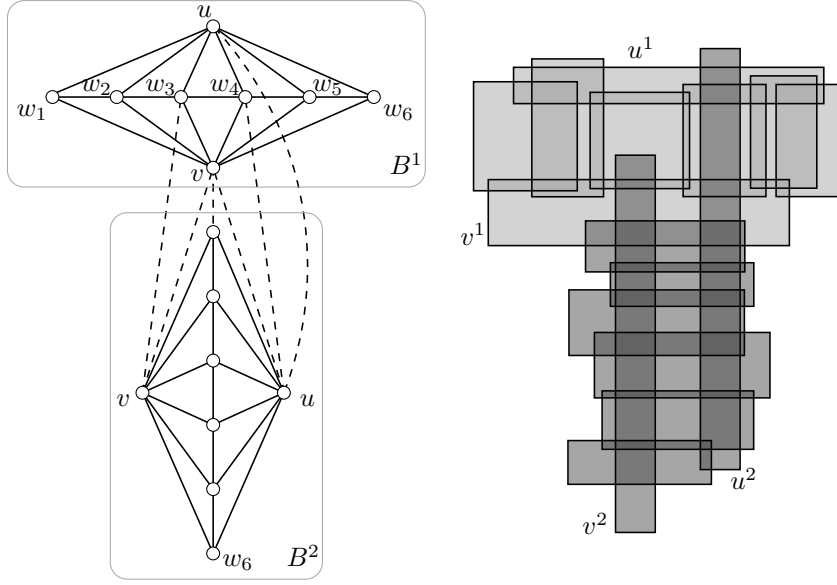 u
u¹
w₂ w₃ w₄ w₅
w₁ w₆
v B¹
v¹
v u
u²
v²
w₆ B²